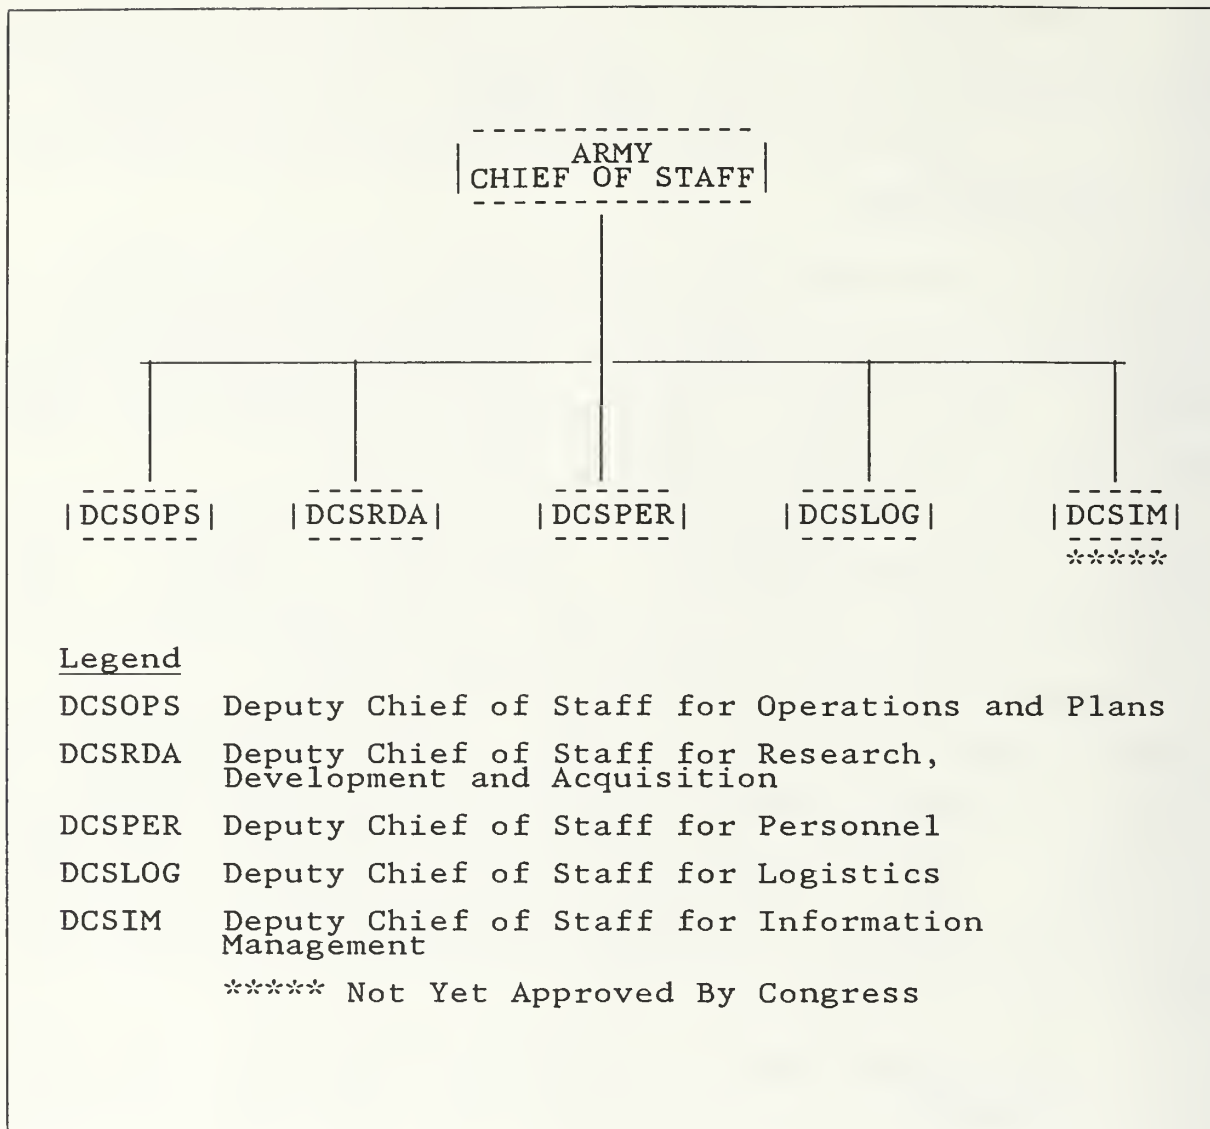 ARMY
CHIEF OF STAFF
DCSOPS DCSRDA DCSPER DCSLOG DCSIM
*****
Legend
DCSOPS Deputy Chief of Staff for Operations and Plans
DCSRDA Deputy Chief of Staff for Research,
Development and Acquisition
DCSPER Deputy Chief of Staff for Personnel
DCSLOG Deputy Chief of Staff for Logistics
DCSIM Deputy Chief of Staff for Information
Management
***** Not Yet Approved By Congress